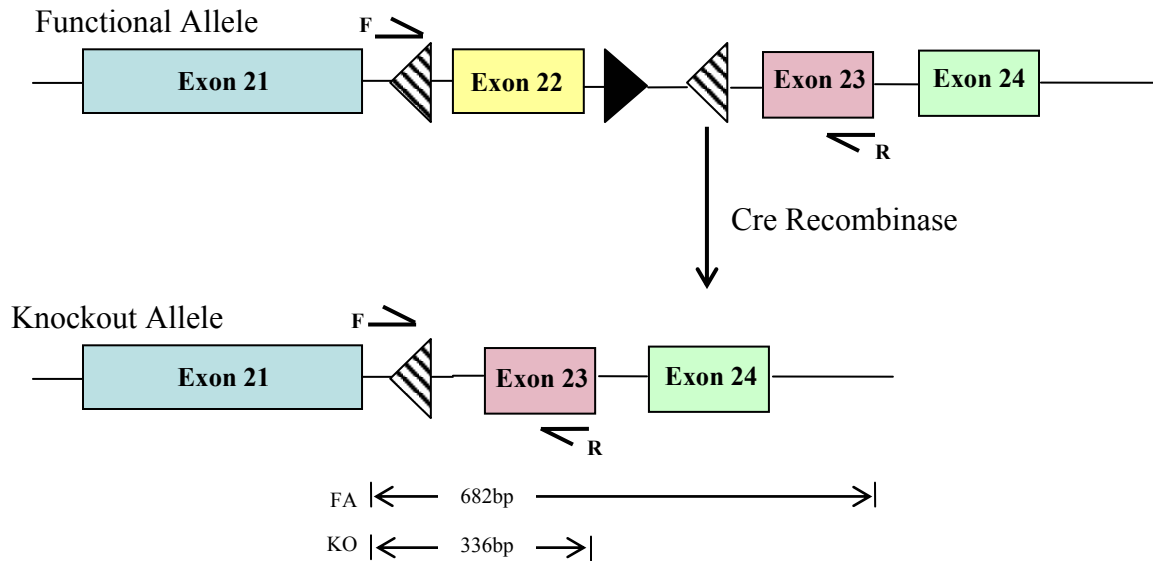 Functional Allele
F
Exon 21
Exon 22
Exon 23
Exon 24
R
Cre Recombinase
Knockout Allele
F
Exon 21
Exon 23
Exon 24
R
FA 682bp
KO 336bp